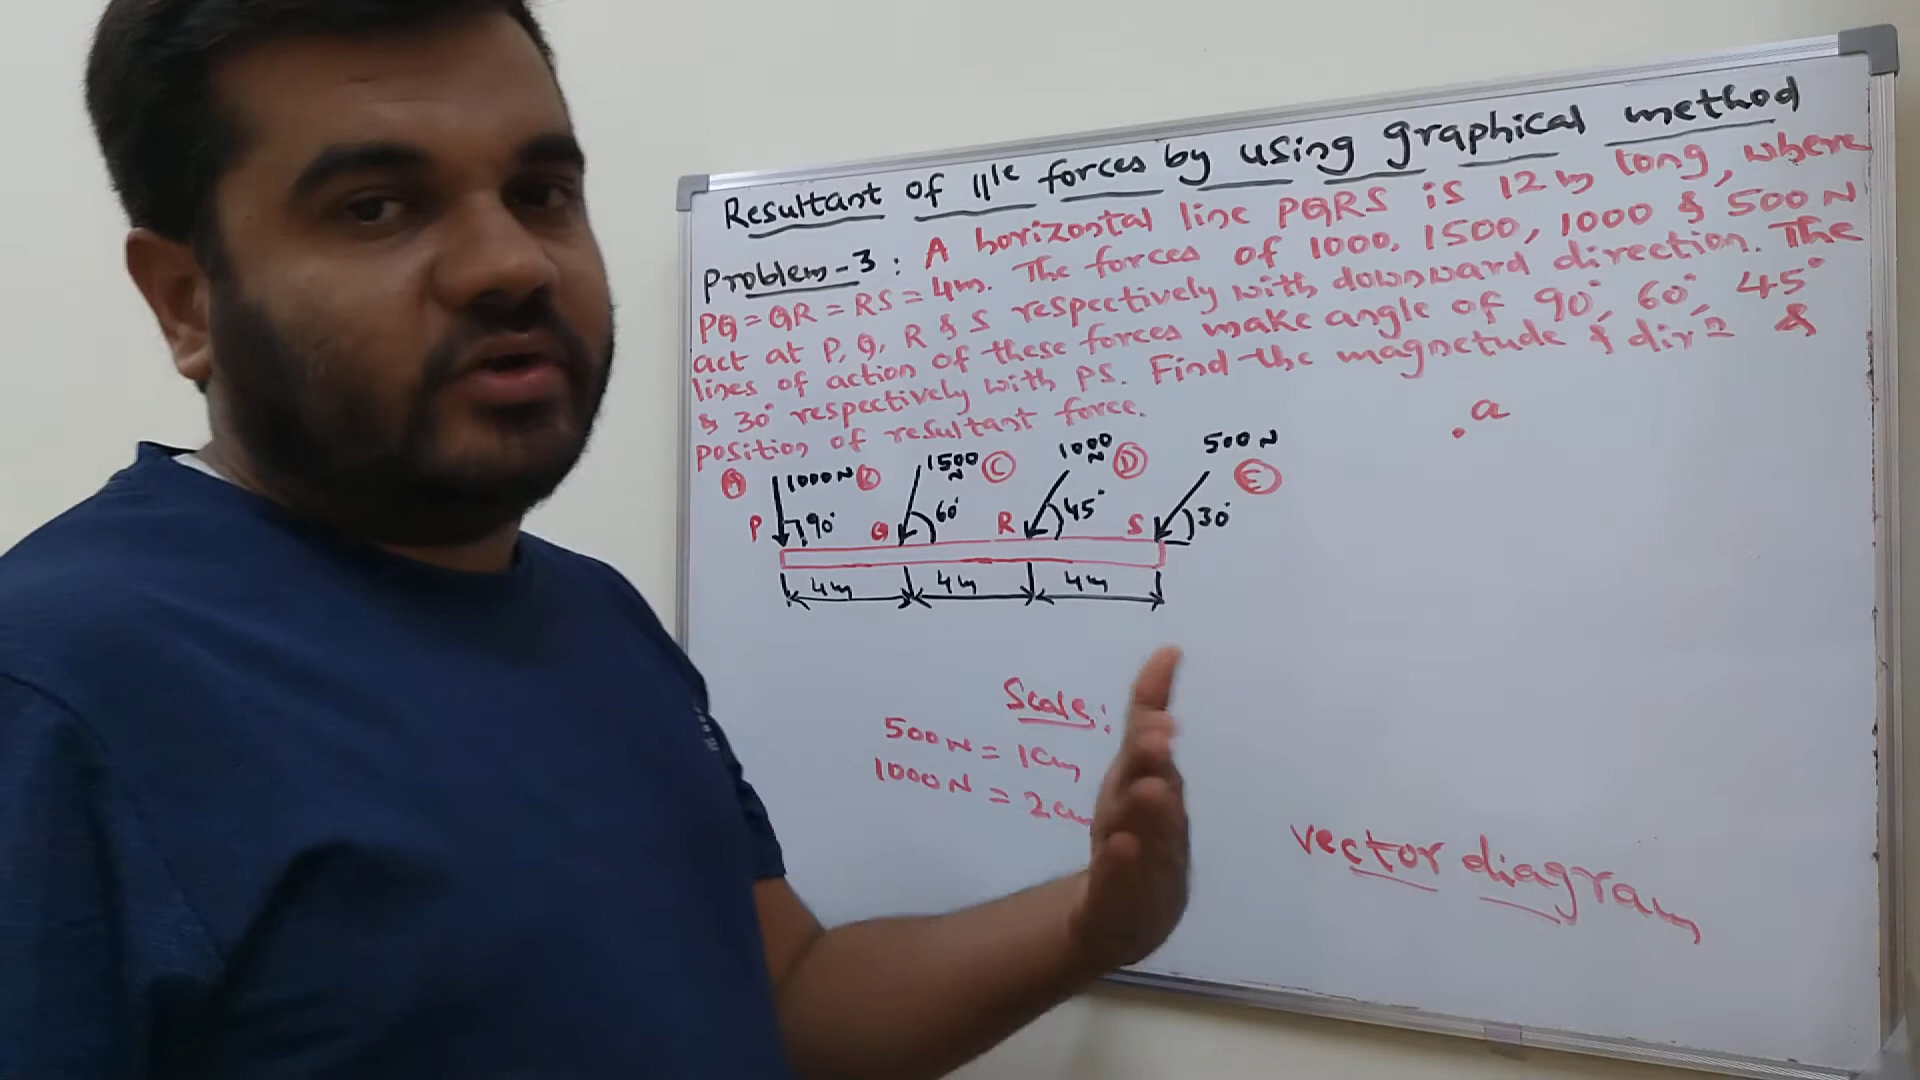 Resultant of ||le forces by using graphical method
Problem-3: A horizontal line PQRS is 12m long, where
PQ = QR = RS = 4m. The forces of 1000, 1500, 1000 & 500 N
act at P, Q, R & S respectively with downward direction. The
lines of action of these forces make angle of 90°, 60°, 45°
& 30° respectively with PS. Find the magnetude & dirn &
position of resultant force.
a
A 1000N B 1500 N C 1000 N D 500 N E
P 90° Q 60° R 45° S 30°
4m 4m 4m
Scale:
500N = 1cm
1000N = 2cm
vector diagram